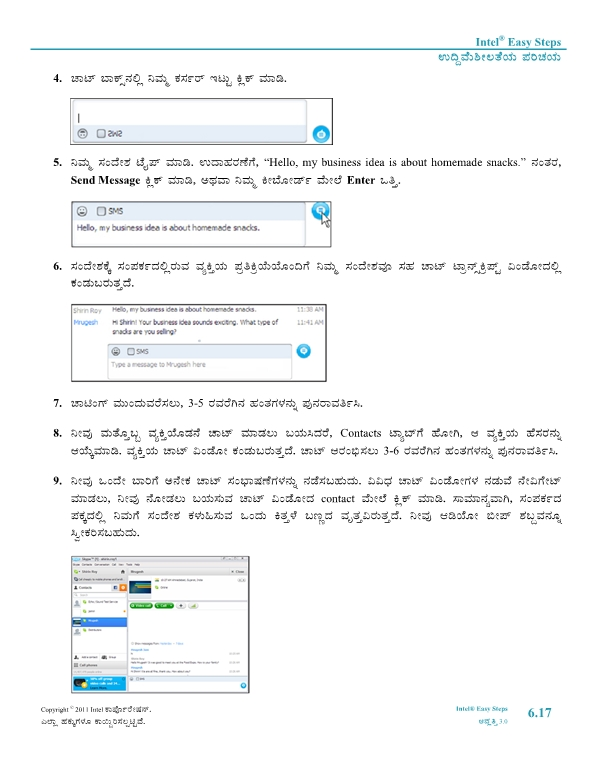 Intel® Easy Steps
ಉದ್ದಿಮೆಶೀಲತೆಯ ಪರಿಚಯ
4. ಚಾಟ್ ಬಾಕ್ಸ್‌ನಲ್ಲಿ ನಿಮ್ಮ ಕರ್ಸರ್ ಇಟ್ಟು ಕ್ಲಿಕ್ ಮಾಡಿ.
SMS
5. ನಿಮ್ಮ ಸಂದೇಶ ಟೈಪ್ ಮಾಡಿ. ಉದಾಹರಣೆಗೆ, “Hello, my business idea is about homemade snacks.” ನಂತರ,
Send Message ಕ್ಲಿಕ್ ಮಾಡಿ, ಅಥವಾ ನಿಮ್ಮ ಕೀಬೋರ್ಡ್ ಮೇಲೆ Enter ಒತ್ತಿ.
SMS
Hello, my business idea is about homemade snacks.
6. ಸಂದೇಶಕ್ಕೆ ಸಂಪರ್ಕದಲ್ಲಿರುವ ವ್ಯಕ್ತಿಯ ಪ್ರತಿಕ್ರಿಯೆಯೊಂದಿಗೆ ನಿಮ್ಮ ಸಂದೇಶವೂ ಸಹ ಚಾಟ್ ಟ್ರಾನ್ಸ್‌ಕ್ರಿಪ್ಟ್ ವಿಂಡೋದಲ್ಲಿ
ಕಂಡುಬರುತ್ತದೆ.
Shirin Roy Hello, my business idea is about homemade snacks. 11:38 AM
Mrugesh Hi Shirin! Your business idea sounds exciting. What type of 11:41 AM
snacks are you selling?
SMS
Type a message to Mrugesh here
7. ಚಾಟಿಂಗ್ ಮುಂದುವರೆಸಲು, 3-5 ರವರೆಗಿನ ಹಂತಗಳನ್ನು ಪುನರಾವರ್ತಿಸಿ.
8. ನೀವು ಮತ್ತೊಬ್ಬ ವ್ಯಕ್ತಿಯೊಡನೆ ಚಾಟ್ ಮಾಡಲು ಬಯಸಿದರೆ, Contacts ಟ್ಯಾಬ್‌ಗೆ ಹೋಗಿ, ಆ ವ್ಯಕ್ತಿಯ ಹೆಸರನ್ನು
ಆಯ್ಕೆಮಾಡಿ. ವ್ಯಕ್ತಿಯ ಚಾಟ್ ವಿಂಡೋ ಕಂಡುಬರುತ್ತದೆ. ಚಾಟ್ ಆರಂಭಿಸಲು 3-6 ರವರೆಗಿನ ಹಂತಗಳನ್ನು ಪುನರಾವರ್ತಿಸಿ.
9. ನೀವು ಒಂದೇ ಬಾರಿಗೆ ಅನೇಕ ಚಾಟ್ ಸಂಭಾಷಣೆಗಳನ್ನು ನಡೆಸಬಹುದು. ವಿವಿಧ ಚಾಟ್ ವಿಂಡೋಗಳ ನಡುವೆ ನೇವಿಗೇಟ್
ಮಾಡಲು, ನೀವು ನೋಡಲು ಬಯಸುವ ಚಾಟ್ ವಿಂಡೋದ contact ಮೇಲೆ ಕ್ಲಿಕ್ ಮಾಡಿ. ಸಾಮಾನ್ಯವಾಗಿ, ಸಂಪರ್ಕದ
ಪಕ್ಕದಲ್ಲಿ ನಿಮಗೆ ಸಂದೇಶ ಕಳುಹಿಸುವ ಒಂದು ಕಿತ್ತಳೆ ಬಣ್ಣದ ವೃತ್ತವಿರುತ್ತದೆ. ನೀವು ಆಡಿಯೋ ಬೀಪ್ ಶಬ್ದವನ್ನೂ
ಸ್ವೀಕರಿಸಬಹುದು.
Contacts
Video call Call
Call phones
Copyright © 2011 Intel ಕಾರ್ಪೊರೇಷನ್. Intel® Easy Steps 6.17
ಎಲ್ಲಾ ಹಕ್ಕುಗಳೂ ಕಾಯ್ದಿರಿಸಲ್ಪಟ್ಟಿವೆ. ಆವೃತ್ತಿ 3.0